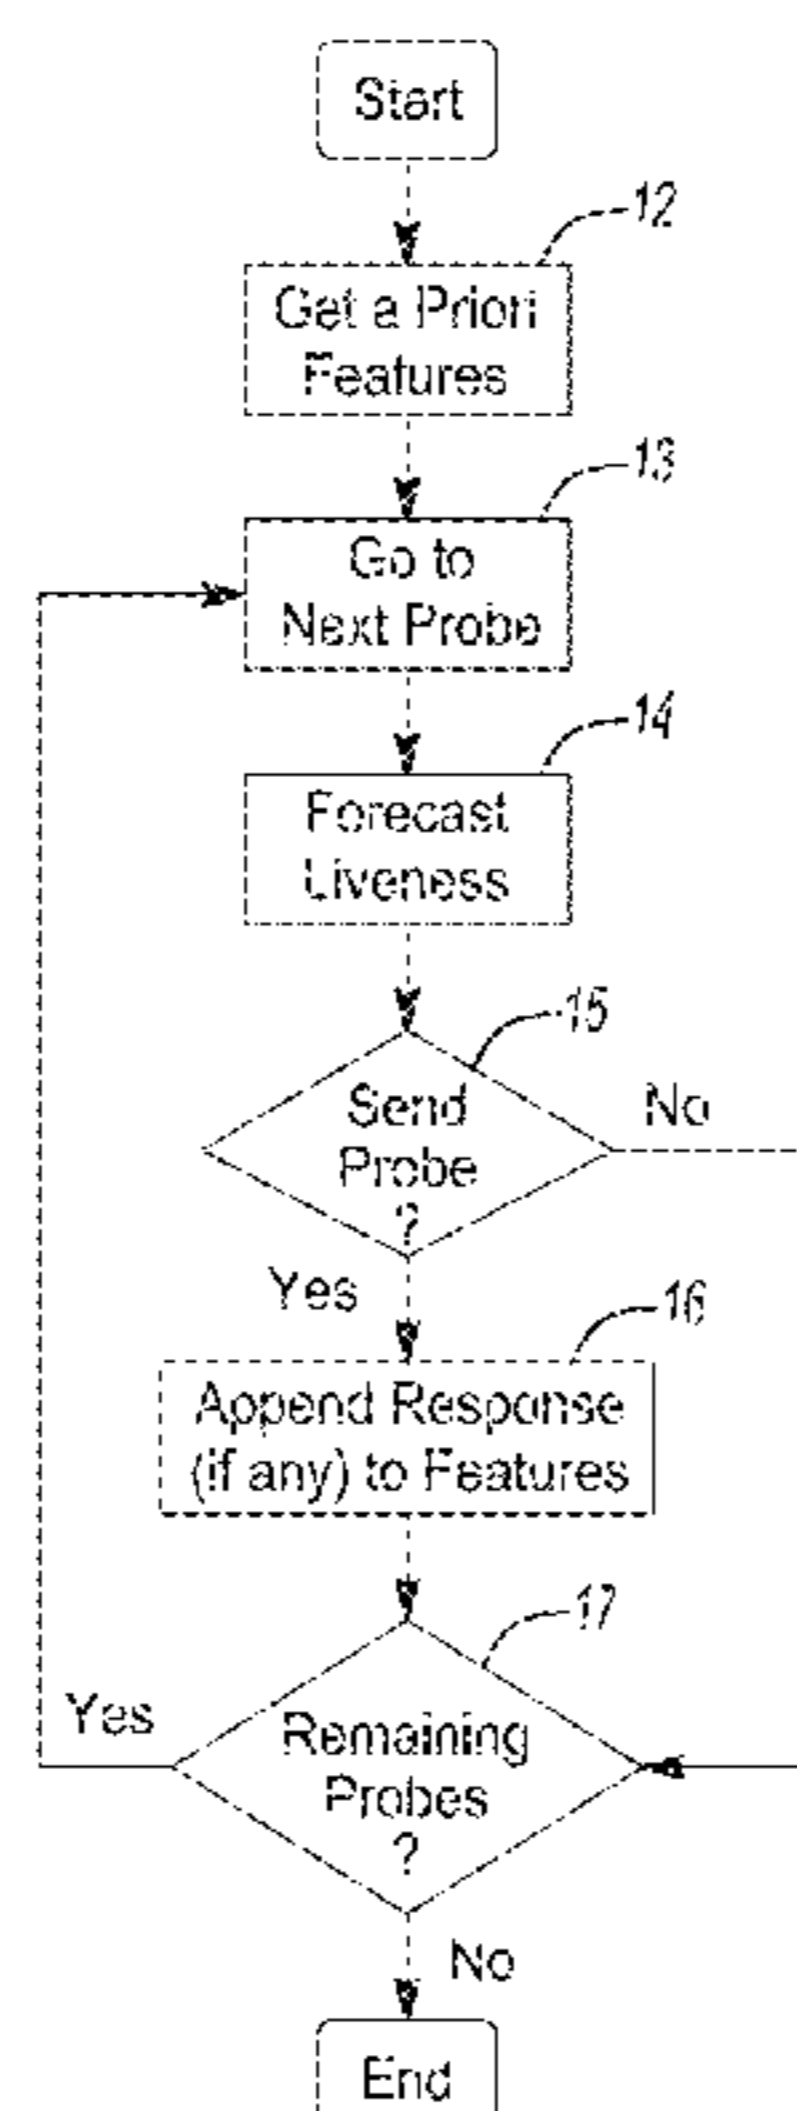 Start
12
Get a Priori
Features
13
Go to
Next Probe
14
Forecast
Liveness
15
Send
Probe
?
No
Yes
16
Append Response
(if any) to Features
17
Yes
Remaining
Probes
?
No
End